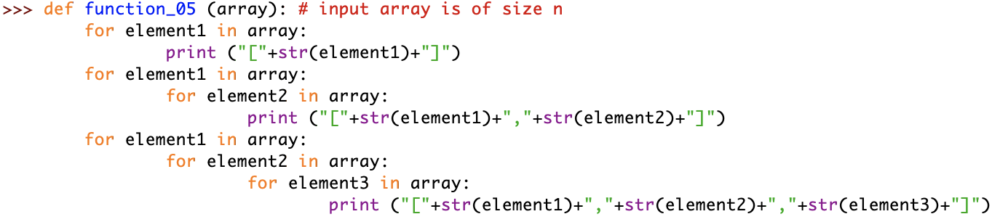 >>> def function_05 (array): # input array is of size n
        for element1 in array:
                print ("["+str(element1)+"]")
        for element1 in array:
                for element2 in array:
                        print ("["+str(element1)+","+str(element2)+"]")
        for element1 in array:
                for element2 in array:
                        for element3 in array:
                                print ("["+str(element1)+","+str(element2)+","+str(element3)+"]")